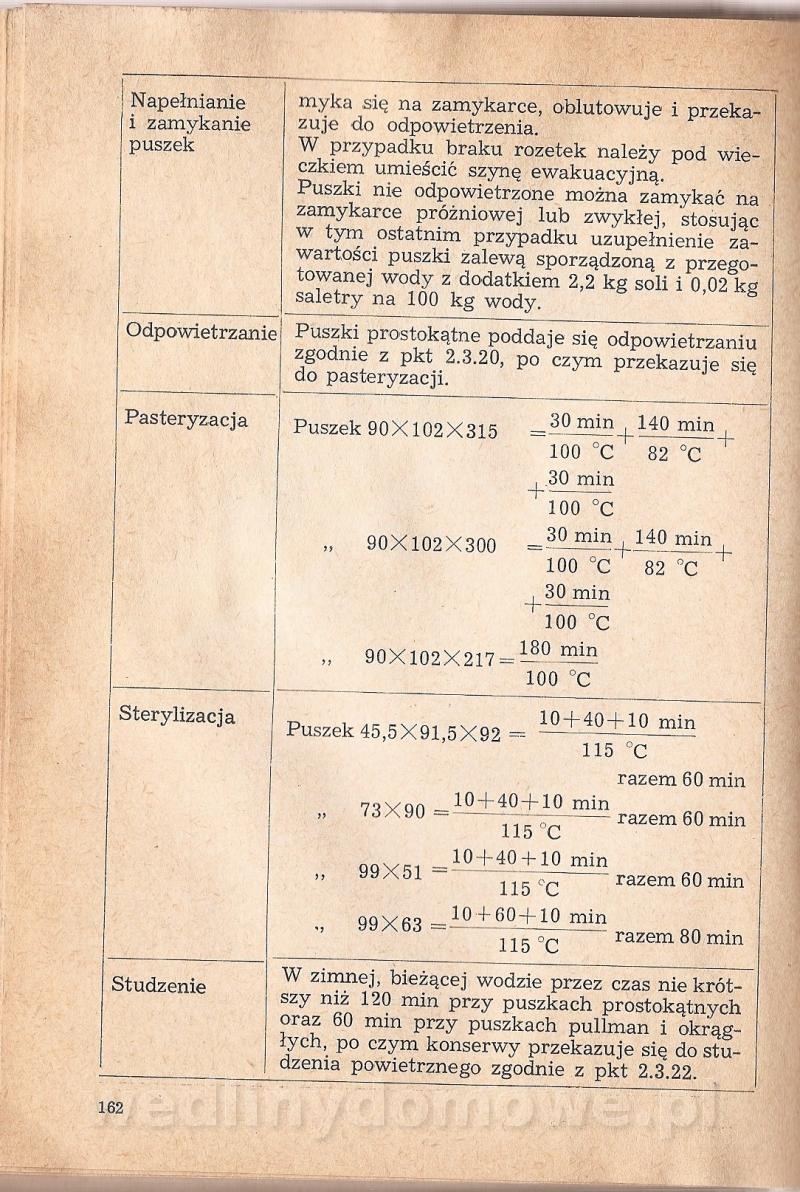 Napełnianie
i zamykanie
puszek
myka się na zamykarce, oblutowuje i przeka-
zuje do odpowietrzenia.
W przypadku braku rozetek należy pod wie-
czkiem umieścić szynę ewakuacyjną.
Puszki nie odpowietrzone można zamykać na
zamykarce próżniowej lub zwykłej, stosując
w tym ostatnim przypadku uzupełnienie za-
wartości puszki zalewą sporządzoną z przego-
towanej wody z dodatkiem 2,2 kg soli i 0,02 kg
saletry na 100 kg wody.
Odpowietrzanie
Puszki prostokątne poddaje się odpowietrzaniu
zgodnie z pkt 2.3.20, po czym przekazuje się
do pasteryzacji.
Pasteryzacja
Puszek 90×102×315 = 30 min + 140 min +
100 °C 82 °C
+ 30 min
100 °C
„ 90×102×300 = 30 min + 140 min +
100 °C 82 °C
+ 30 min
100 °C
„ 90×102×217 = 180 min
100 °C
Sterylizacja
Puszek 45,5×91,5×92 = 10+40+10 min
115 °C
razem 60 min
„ 73×90 = 10+40+10 min razem 60 min
115 °C
„ 99×51 = 10+40+10 min razem 60 min
115 °C
„ 99×63 = 10+60+10 min razem 80 min
115 °C
Studzenie
W zimnej, bieżącej wodzie przez czas nie krót-
szy niż 120 min przy puszkach prostokątnych
oraz 60 min przy puszkach pullman i okrąg-
łych, po czym konserwy przekazuje się do stu-
dzenia powietrznego zgodnie z pkt 2.3.22.
162
wedlinydomowe.pl